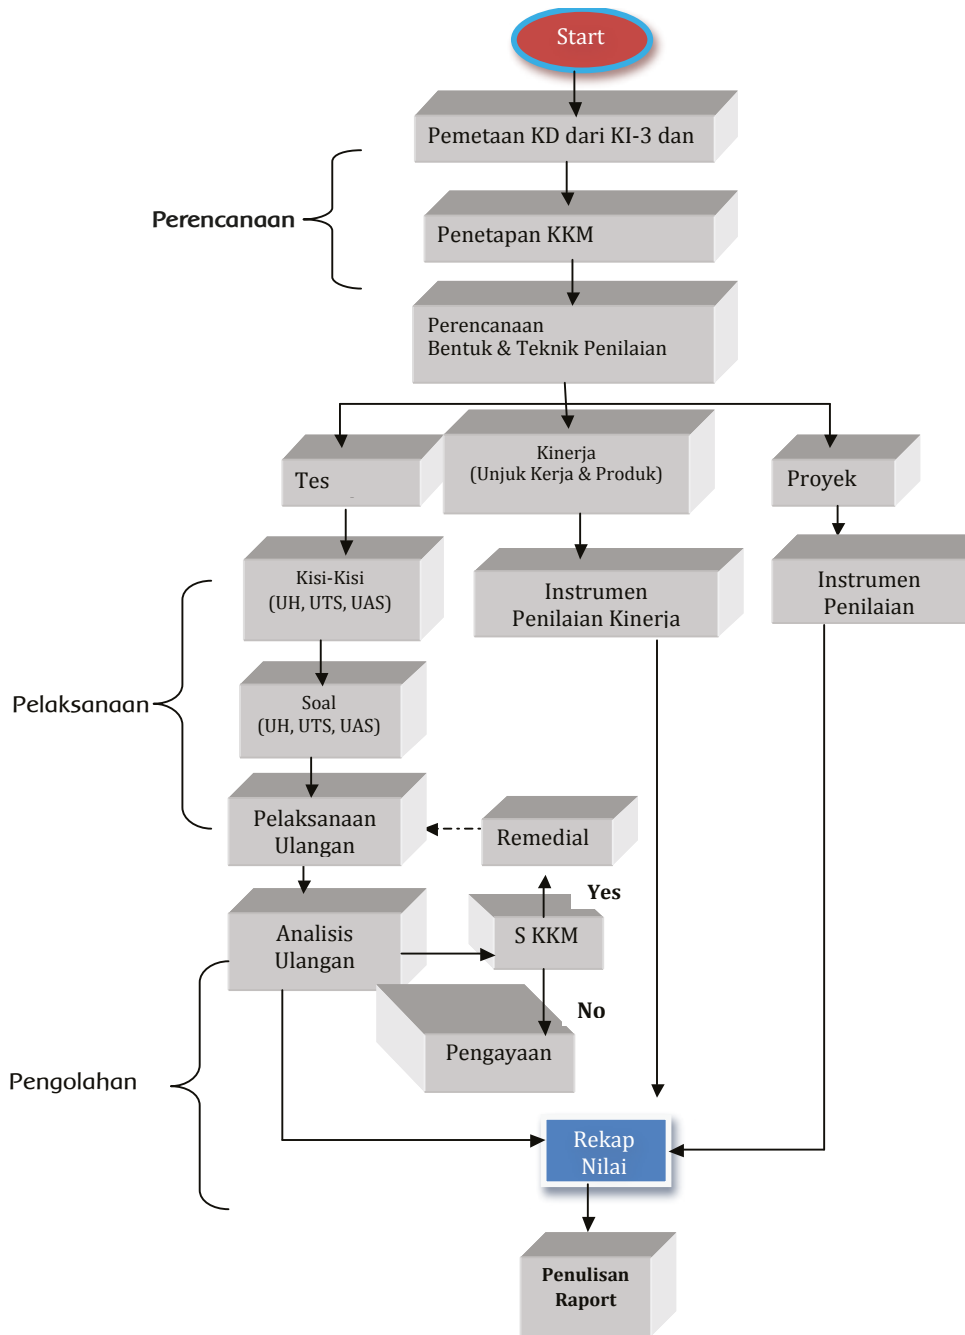 Start
Pemetaan KD dari KI-3 dan
Perencanaan
Penetapan KKM
Perencanaan
Bentuk & Teknik Penilaian
Tes
Kinerja
(Unjuk Kerja & Produk)
Proyek
Kisi-Kisi
(UH, UTS, UAS)
Instrumen
Penilaian Kinerja
Instrumen
Penilaian
Pelaksanaan
Soal
(UH, UTS, UAS)
Pelaksanaan
Ulangan
Remedial
Yes
Analisis
Ulangan
S KKM
No
Pengayaan
Pengolahan
Rekap
Nilai
Penulisan
Raport